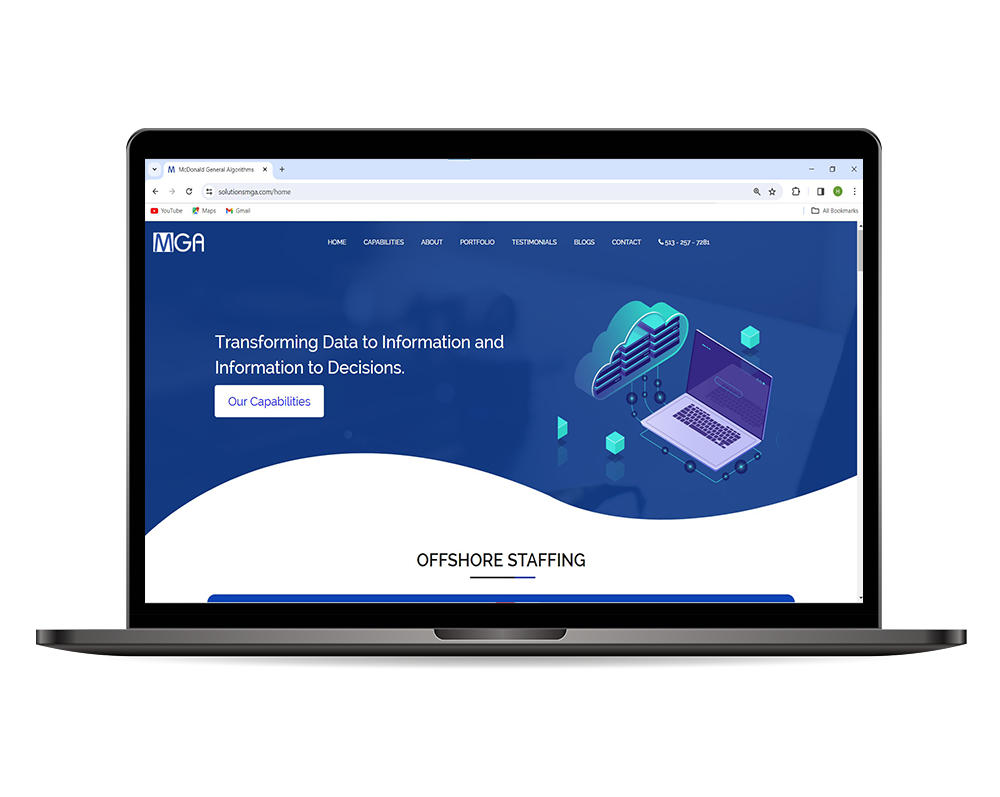 McDonald General Algorithms
solutionsmga.com/home
YouTube Maps Gmail All Bookmarks
MGA HOME CAPABILITIES ABOUT PORTFOLIO TESTIMONIALS BLOGS CONTACT 513 - 257 - 7281
Transforming Data to Information and
Information to Decisions.
Our Capabilities
OFFSHORE STAFFING